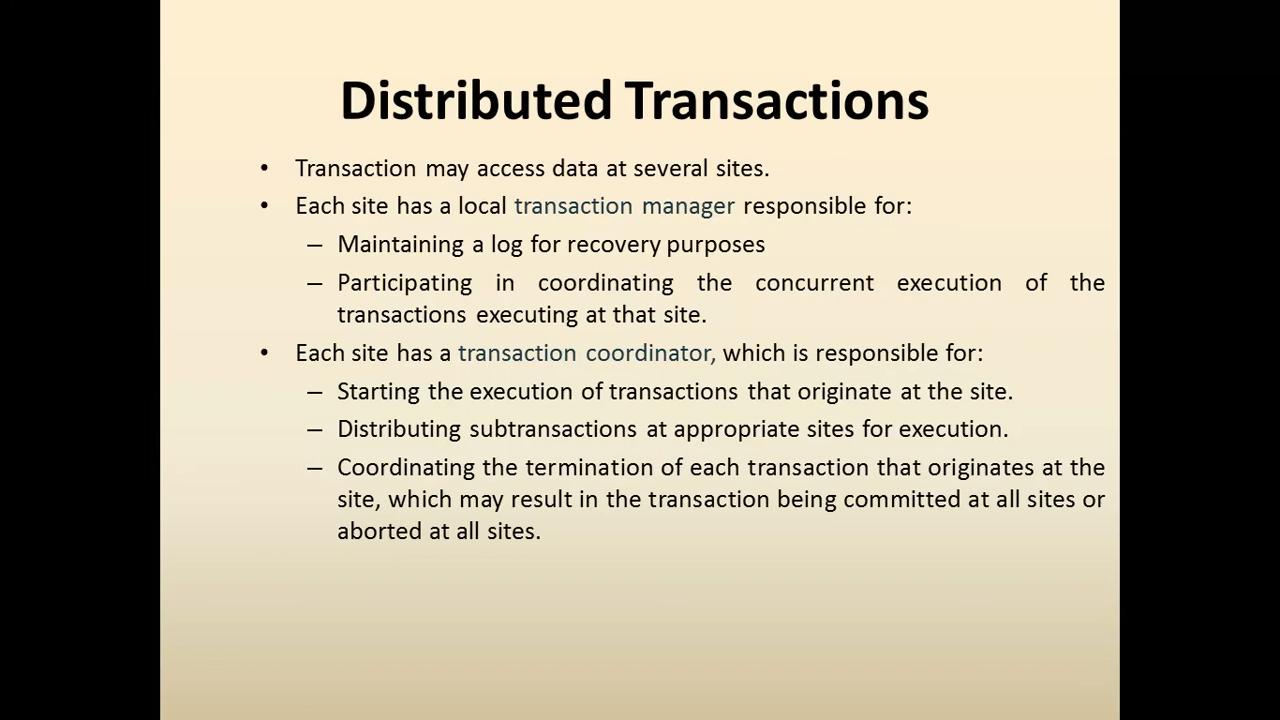 Distributed Transactions
• Transaction may access data at several sites.
• Each site has a local transaction manager responsible for:
– Maintaining a log for recovery purposes
– Participating in coordinating the concurrent execution of the
transactions executing at that site.
• Each site has a transaction coordinator, which is responsible for:
– Starting the execution of transactions that originate at the site.
– Distributing subtransactions at appropriate sites for execution.
– Coordinating the termination of each transaction that originates at the
site, which may result in the transaction being committed at all sites or
aborted at all sites.